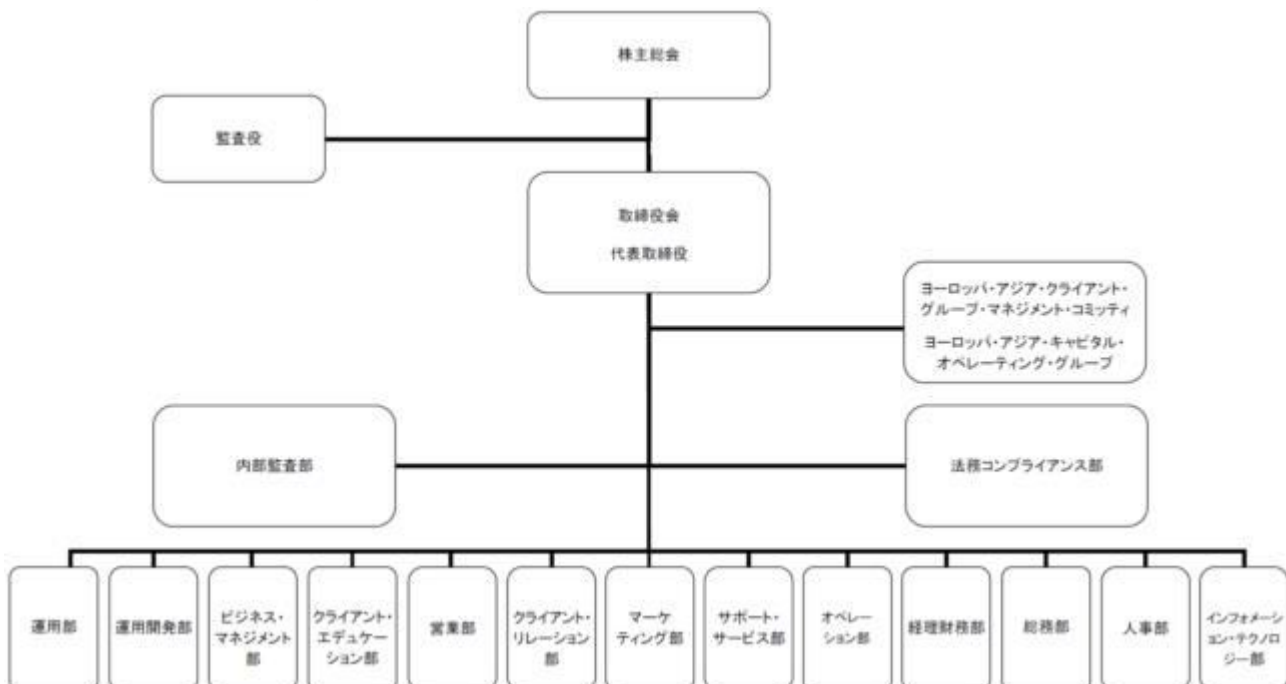 株主総会
監査役
取締役会
代表取締役
ヨーロッパ・アジア・クライアント・
グループ・マネジメント・コミッティ
ヨーロッパ・アジア・キャピタル・
オペレーティング・グループ
内部監査部
法務コンプライアンス部
運用部
運用開発部
ビジネス・
マネジメント
部
クライアント・
エデュケー
ション部
営業部
クライアント・
リレーション
部
マーケ
ティング部
サポート・
サービス部
オペレー
ション部
経理財務部
総務部
人事部
インフォメーシ
ョン・テクノロ
ジー部